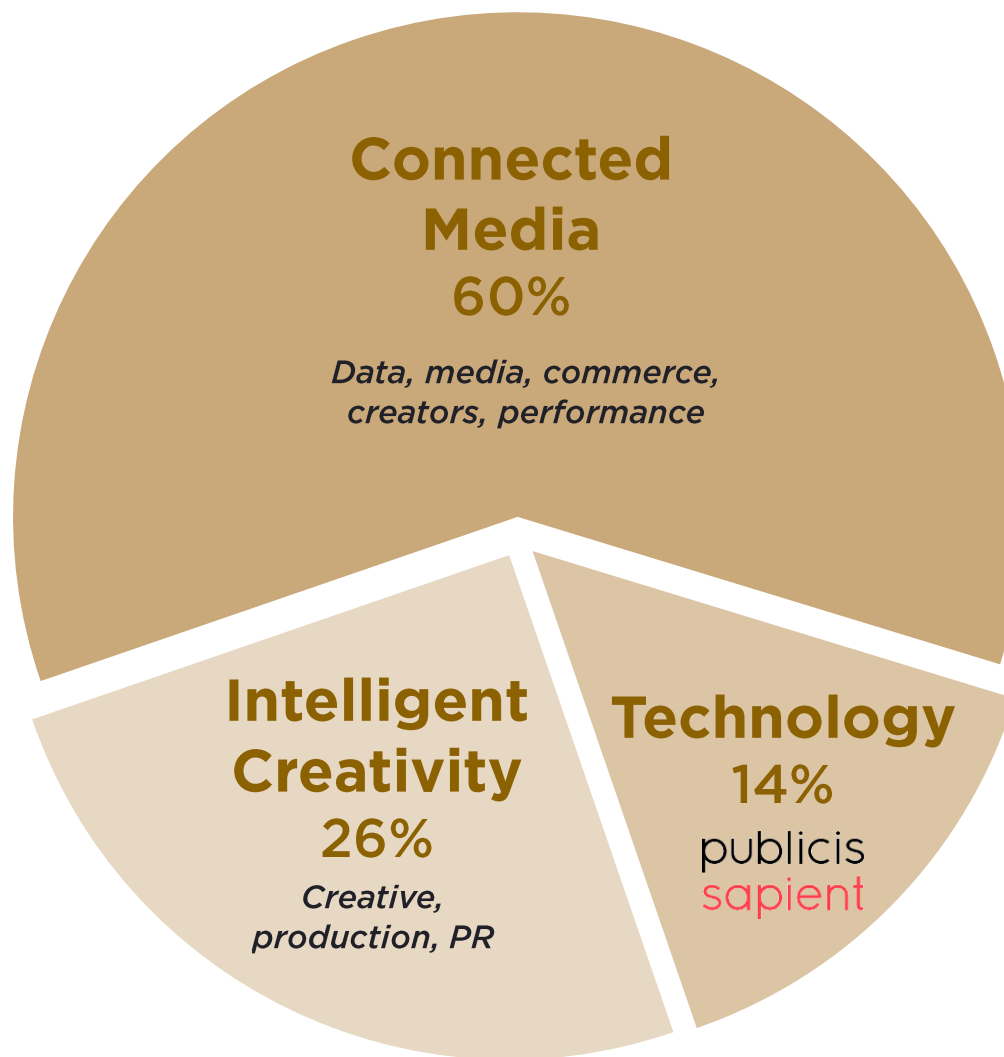 Connected
Media
60%
Data, media, commerce,
creators, performance
Intelligent
Creativity
26%
Creative,
production, PR
Technology
14%
publicis
sapient